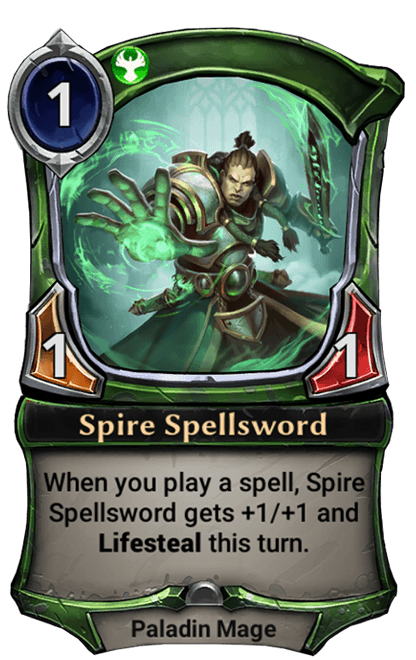 1
1
1
Spire Spellsword
When you play a spell, Spire
Spellsword gets +1/+1 and
Lifesteal this turn.
Paladin Mage